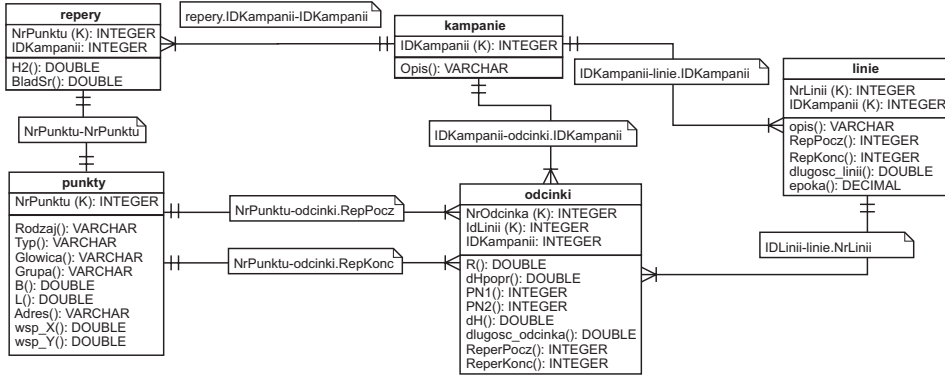 repery
NrPunktu (K): INTEGER
IDKampanii: INTEGER
H2(): DOUBLE
BladSr(): DOUBLE
repery.IDKampanii-IDKampanii
kampanie
IDKampanii (K): INTEGER
Opis(): VARCHAR
IDKampanii-linie.IDKampanii
linie
NrLinii (K): INTEGER
IDKampanii (K): INTEGER
opis(): VARCHAR
RepPocz(): INTEGER
RepKonc(): INTEGER
dlugosc_linii(): DOUBLE
epoka(): DECIMAL
NrPunktu-NrPunktu
IDKampanii-odcinki.IDKampanii
punkty
NrPunktu (K): INTEGER
Rodzaj(): VARCHAR
Typ(): VARCHAR
Glowica(): VARCHAR
Grupa(): VARCHAR
B(): DOUBLE
L(): DOUBLE
Adres(): VARCHAR
wsp_X(): DOUBLE
wsp_Y(): DOUBLE
NrPunktu-odcinki.RepPocz
NrPunktu-odcinki.RepKonc
odcinki
NrOdcinka (K): INTEGER
IdLinii (K): INTEGER
IDKampanii: INTEGER
R(): DOUBLE
dHpopr(): DOUBLE
PN1(): INTEGER
PN2(): INTEGER
dH(): DOUBLE
dlugosc_odcinka(): DOUBLE
ReperPocz(): INTEGER
ReperKonc(): INTEGER
IDLinii-linie.NrLinii